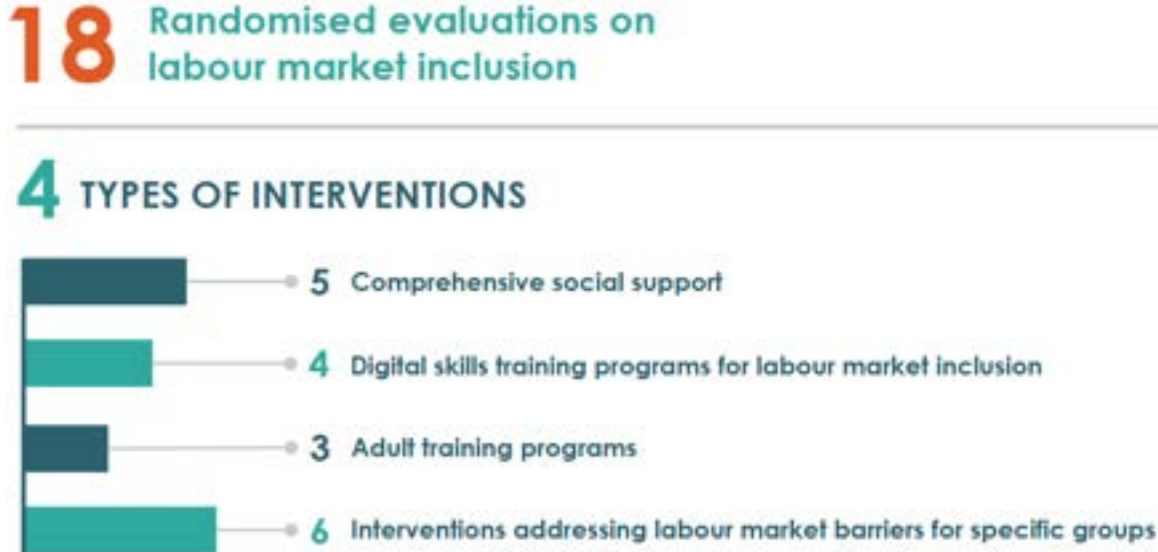 18 Randomised evaluations on
labour market inclusion
4 TYPES OF INTERVENTIONS
5 Comprehensive social support
4 Digital skills training programs for labour market inclusion
3 Adult training programs
6 Interventions addressing labour market barriers for specific groups